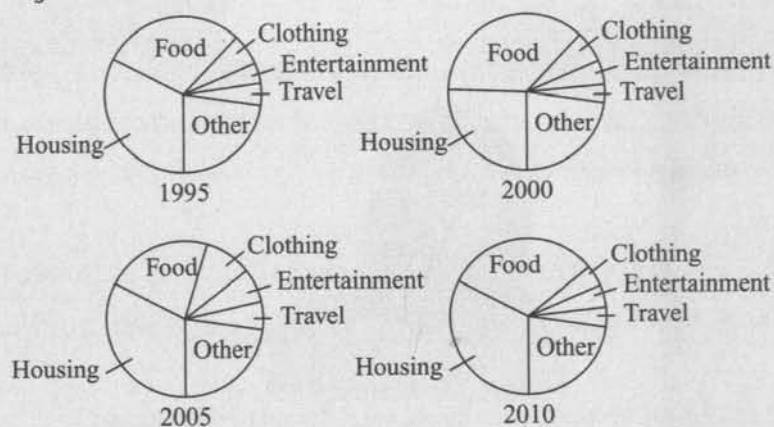 Food
Clothing
Entertainment
Travel
Other
Housing
1995
Food
Clothing
Entertainment
Travel
Other
Housing
2000
Food
Clothing
Entertainment
Travel
Other
Housing
2005
Food
Clothing
Entertainment
Travel
Other
Housing
2010